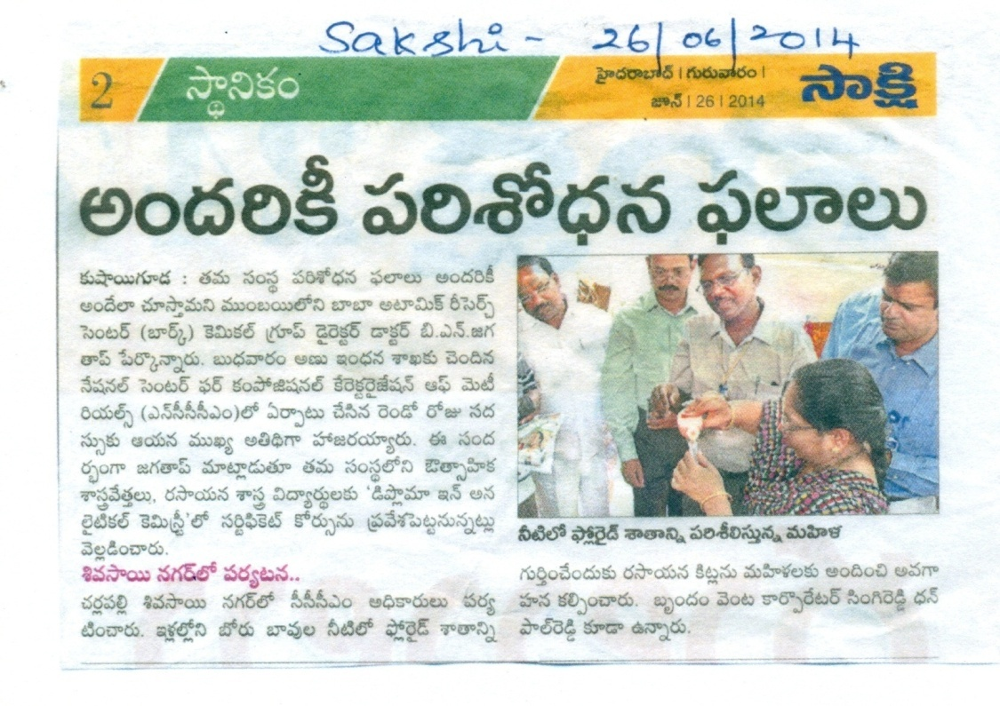 Sakshi - 26/06/2014
2 స్థానికం హైదరాబాద్ | గురువారం | సాక్షి
జూన్ | 26 | 2014
అందరికీ పరిశోధన ఫలాలు
కుషాయిగూడ : తమ సంస్థ పరిశోధన ఫలాలు అందరికీ
అందేలా చూస్తామని ముంబయిలోని బాబా అటామిక్ రీసెర్చ్
సెంటర్ (బార్క్) కెమికల్ గ్రూప్ డైరెక్టర్ డాక్టర్ బి.ఎన్.జగ
తాప్ పేర్కొన్నారు. బుధవారం అణు ఇంధన శాఖకు చెందిన
నేషనల్ సెంటర్ ఫర్ కంపోజిషనల్ కేరెక్టరైజేషన్ ఆఫ్ మెటీ
రియల్స్ (ఎన్‌సీసీసీఎం)లో ఏర్పాటు చేసిన రెండో రోజు సద
స్సుకు ఆయన ముఖ్య అతిథిగా హాజరయ్యారు. ఈ సంద
ర్భంగా జగతాప్ మాట్లాడుతూ తమ సంస్థలోని ఔత్సాహిక
శాస్త్రవేత్తలు, రసాయన శాస్త్ర విద్యార్థులకు ‘డిప్లొమా ఇన్ అన
లైటికల్ కెమిస్ట్రీ’లో సర్టిఫికెట్ కోర్సును ప్రవేశపెట్టనున్నట్లు
వెల్లడించారు.
శివసాయి నగర్‌లో పర్యటన..
చర్లపల్లి శివసాయి నగర్‌లో సీసీసీఎం అధికారులు పర్య
టించారు. ఇళ్లల్లోని బోరు బావుల నీటిలో ఫ్లోరైడ్ శాతాన్ని
నీటిలో ఫ్లోరైడ్ శాతాన్ని పరిశీలిస్తున్న మహిళ
గుర్తించేందుకు రసాయన కిట్లను మహిళలకు అందించి అవగా
హన కల్పించారు. బృందం వెంట కార్పొరేటర్ సింగిరెడ్డి ధన్
పాల్‌రెడ్డి కూడా ఉన్నారు.